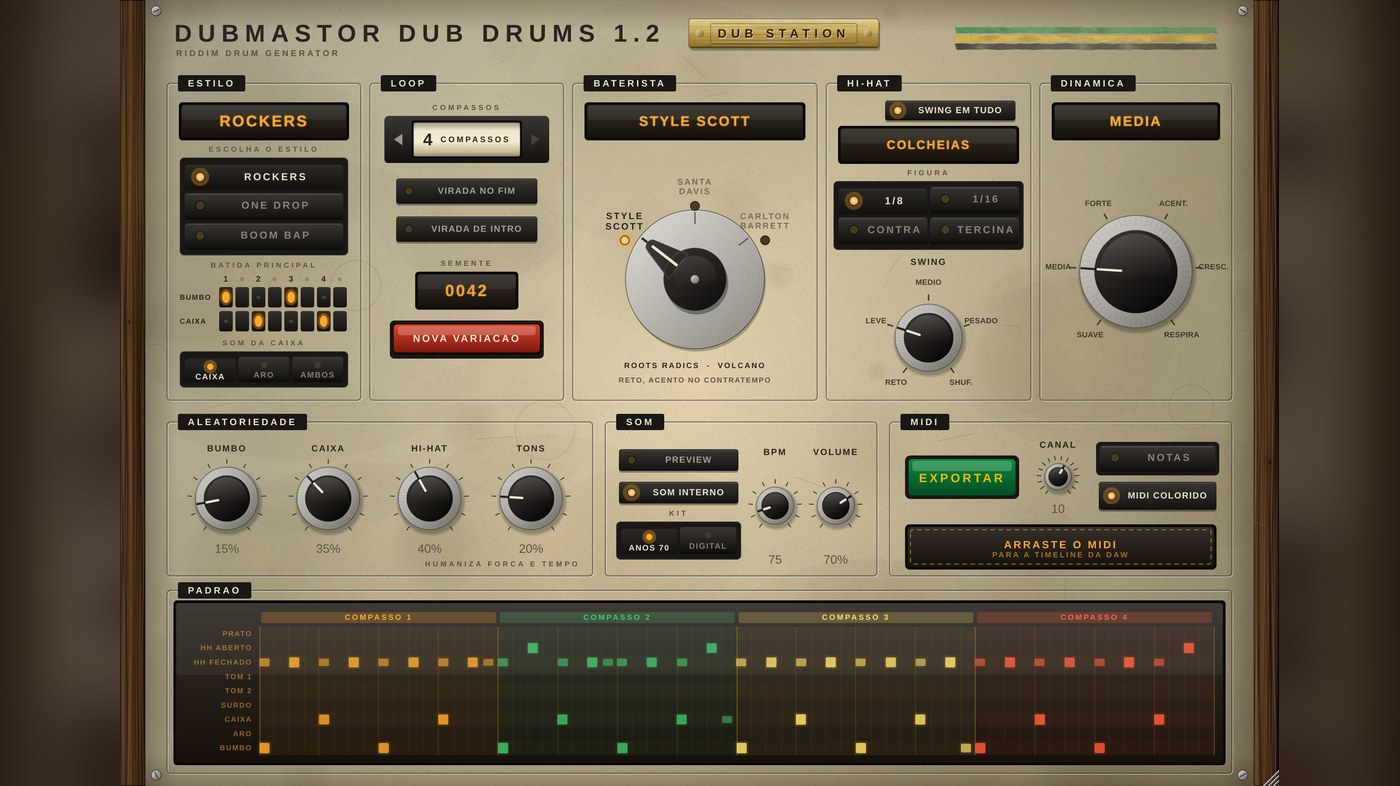 DUBMASTOR DUB DRUMS 1.2
RIDDIM DRUM GENERATOR
DUB STATION
ESTILO
ROCKERS
ESCOLHA O ESTILO
ROCKERS
ONE DROP
BOOM BAP
BATIDA PRINCIPAL
1 2 3 4
BUMBO
CAIXA
SOM DA CAIXA
CAIXA ARO AMBOS
LOOP
COMPASSOS
4 COMPASSOS
VIRADA NO FIM
VIRADA DE INTRO
SEMENTE
0042
NOVA VARIACAO
BATERISTA
STYLE SCOTT
SANTA
DAVIS
STYLE
SCOTT
CARLTON
BARRETT
ROOTS RADICS - VOLCANO
RETO, ACENTO NO CONTRATEMPO
HI-HAT
SWING EM TUDO
COLCHEIAS
FIGURA
1/8 1/16
CONTRA TERCINA
SWING
MEDIO
LEVE PESADO
RETO SHUF.
DINAMICA
MEDIA
FORTE ACENT.
MEDIA CRESC.
SUAVE RESPIRA
ALEATORIEDADE
BUMBO CAIXA HI-HAT TONS
15% 35% 40% 20%
HUMANIZA FORCA E TEMPO
SOM
PREVIEW
SOM INTERNO
KIT
ANOS 70 DIGITAL
BPM VOLUME
75 70%
MIDI
EXPORTAR
CANAL
10
NOTAS
MIDI COLORIDO
ARRASTE O MIDI
PARA A TIMELINE DA DAW
PADRAO
COMPASSO 1 COMPASSO 2 COMPASSO 3 COMPASSO 4
PRATO
HH ABERTO
HH FECHADO
TOM 1
TOM 2
SURDO
CAIXA
ARO
BUMBO